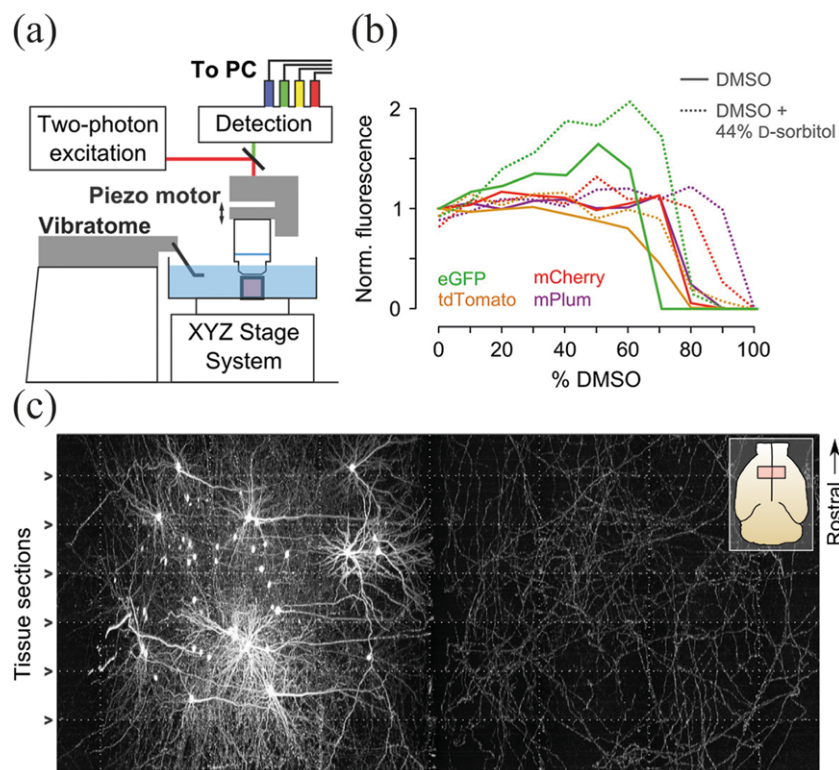 (a)
To PC
Two-photon
excitation
Detection
Piezo motor
Vibratome
XYZ Stage
System
(b)
DMSO
DMSO +
44% D-sorbitol
Norm. fluorescence
2
1
0
eGFP
mCherry
tdTomato
mPlum
0 20 40 60 80 100
% DMSO
(c)
Tissue sections
> > > > > >
Rostral